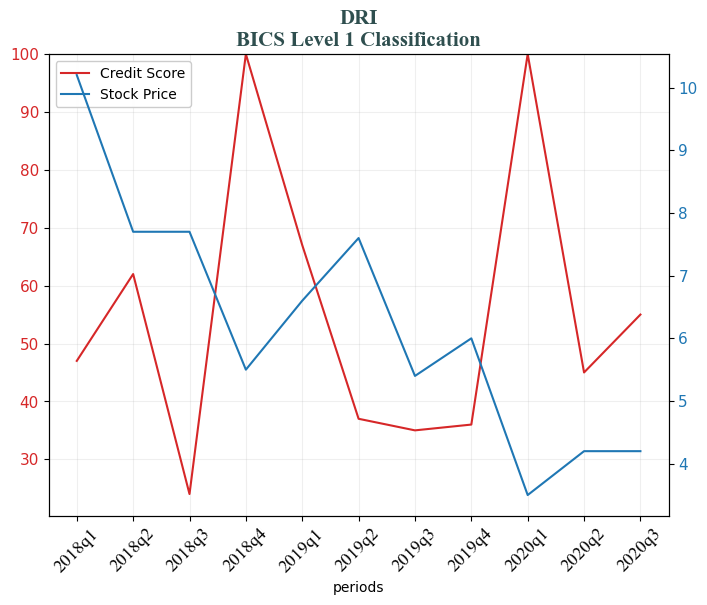 DRI
BICS Level 1 Classification
Credit Score
Stock Price
100
90
80
70
60
50
40
30
10
9
8
7
6
5
4
2018q1
2018q2
2018q3
2018q4
2019q1
2019q2
2019q3
2019q4
2020q1
2020q2
2020q3
periods